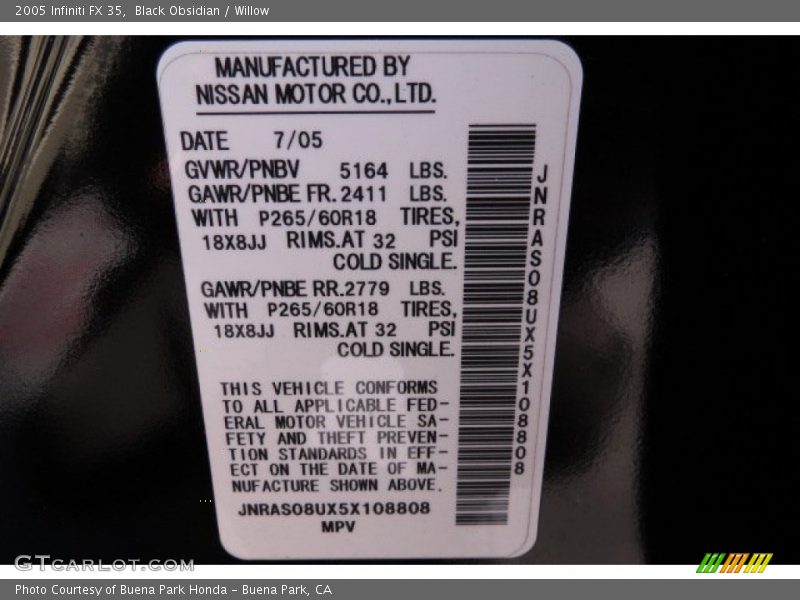 2005 Infiniti FX 35, Black Obsidian / Willow
MANUFACTURED BY
NISSAN MOTOR CO.,LTD.
DATE 7/05
GVWR/PNBV 5164 LBS.
GAWR/PNBE FR. 2411 LBS.
WITH P265/60R18 TIRES,
18X8JJ RIMS.AT 32 PSI
COLD SINGLE.
GAWR/PNBE RR.2779 LBS.
WITH P265/60R18 TIRES,
18X8JJ RIMS.AT 32 PSI
COLD SINGLE.
THIS VEHICLE CONFORMS
TO ALL APPLICABLE FED-
ERAL MOTOR VEHICLE SA-
FETY AND THEFT PREVEN-
TION STANDARDS IN EFF-
ECT ON THE DATE OF MA-
NUFACTURE SHOWN ABOVE.
JNRAS08UX5X108808
MPV
JNRAS08UX5X108808
GTcarlot.com
Photo Courtesy of Buena Park Honda - Buena Park, CA